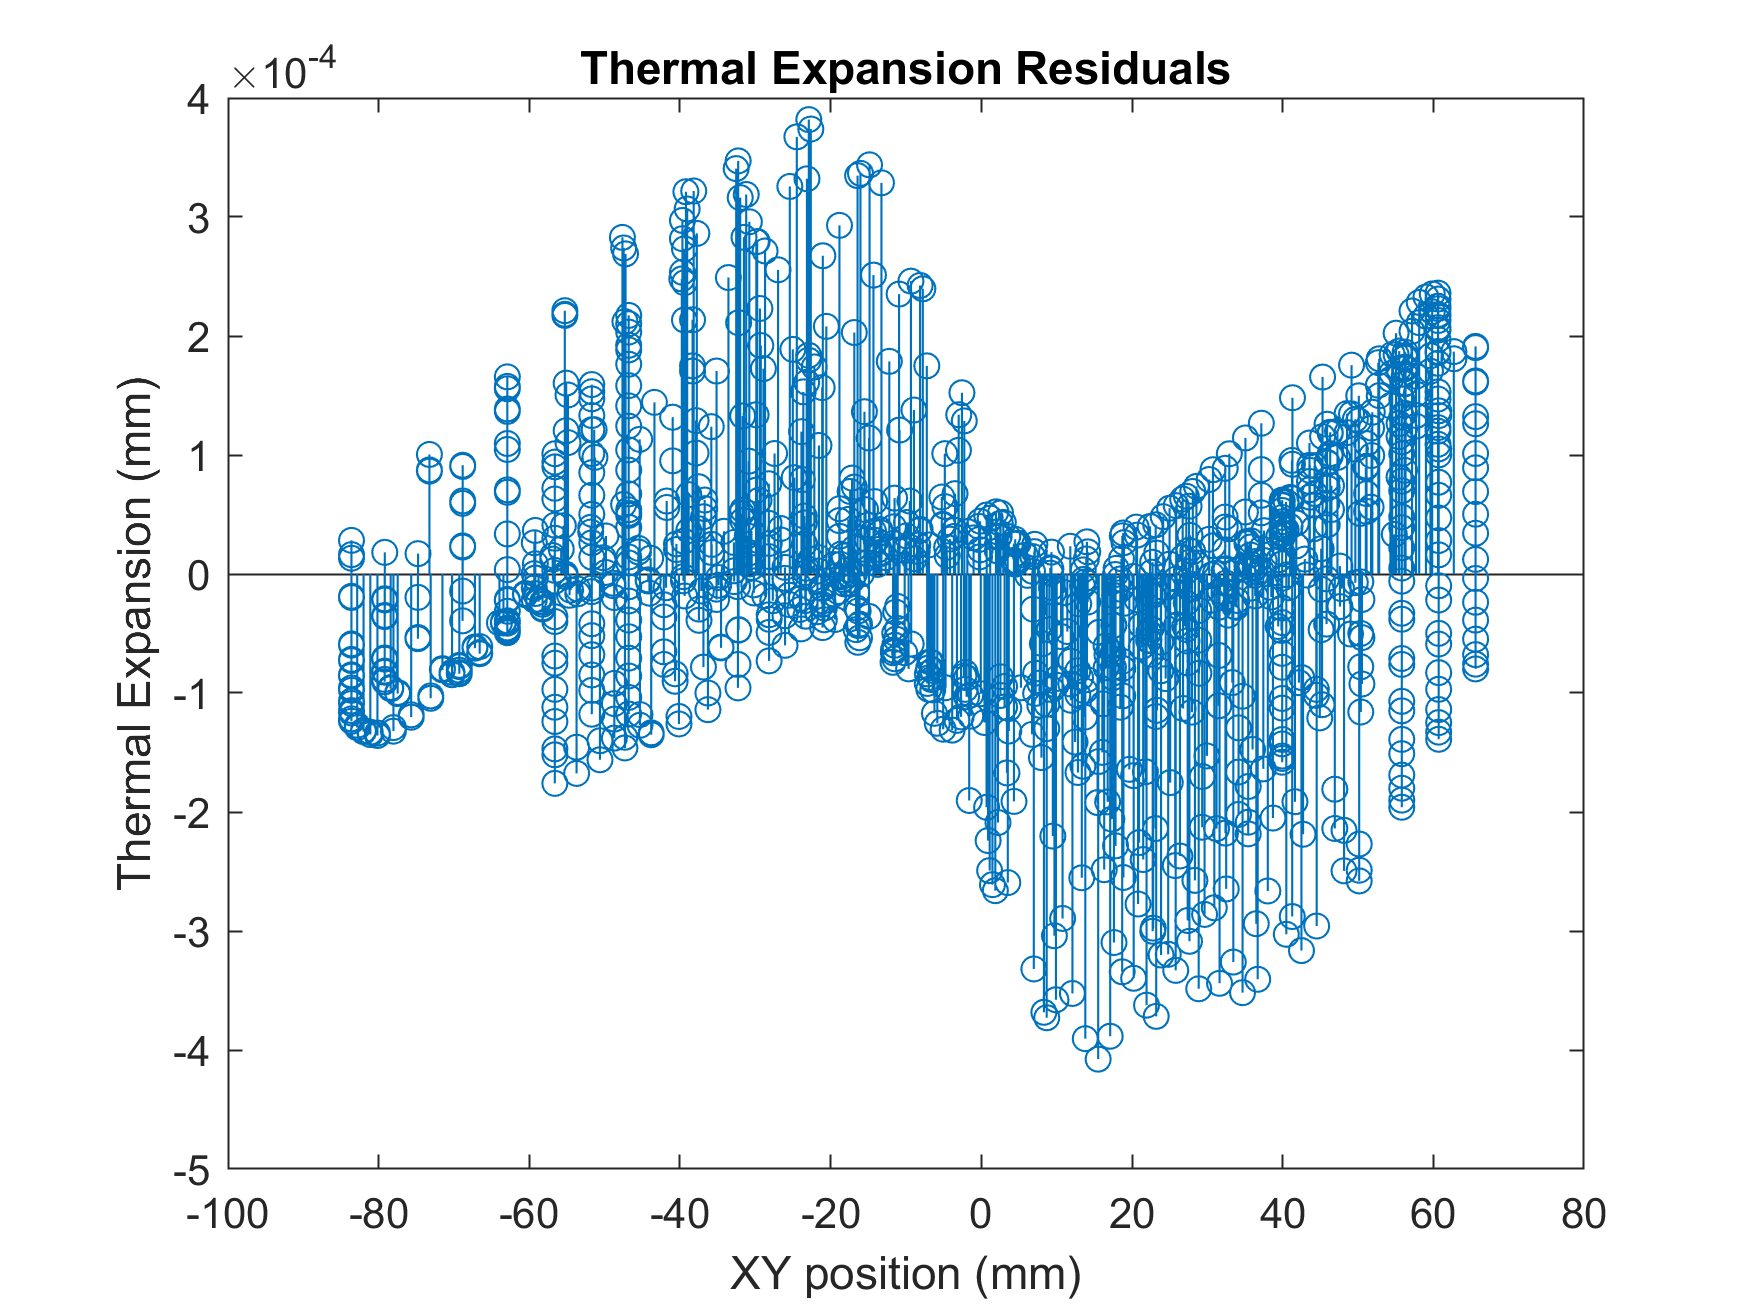 Thermal Expansion Residuals
×10-4
4
3
2
1
0
-1
-2
-3
-4
-5
Thermal Expansion (mm)
-100 -80 -60 -40 -20 0 20 40 60 80
XY position (mm)